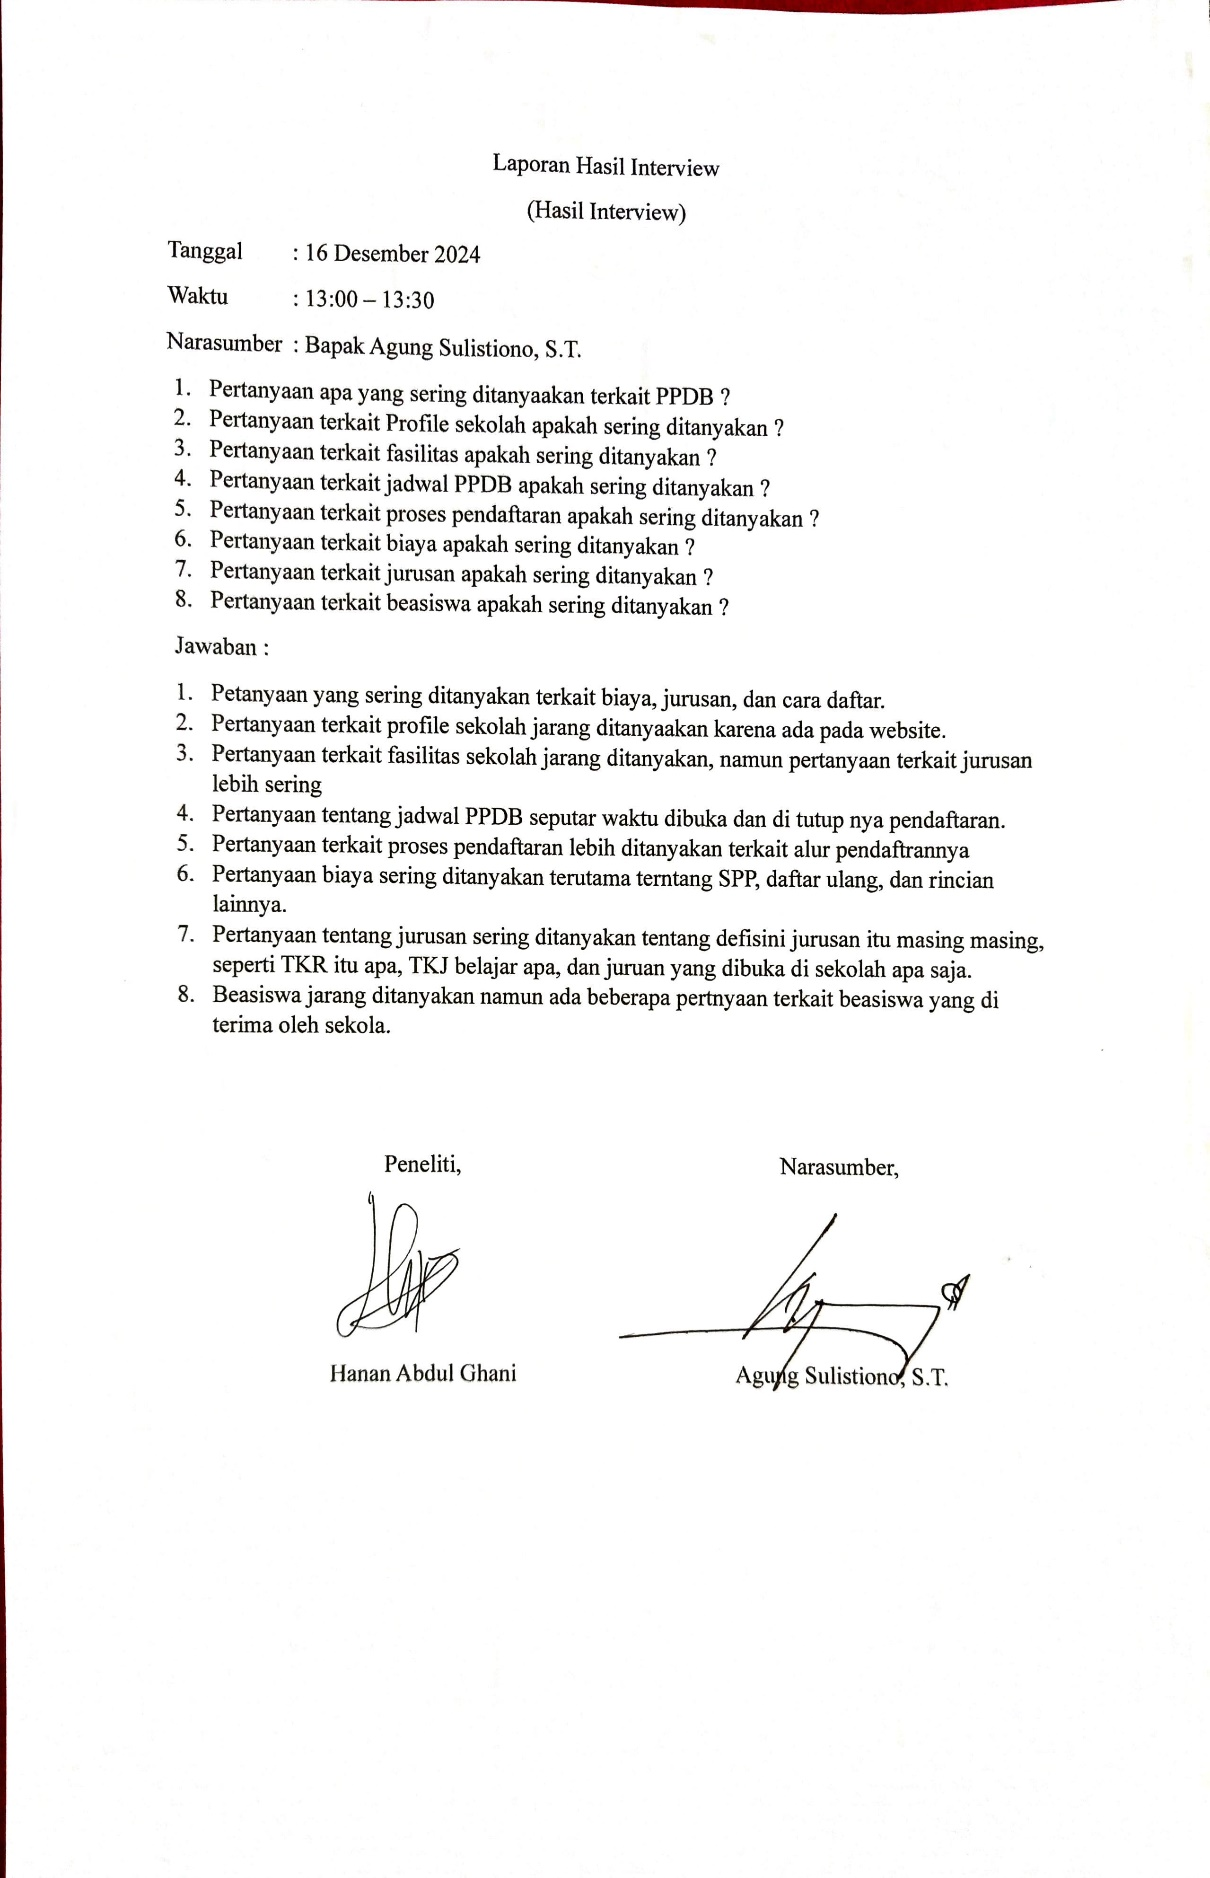 Laporan Hasil Interview
(Hasil Interview)
Tanggal : 16 Desember 2024
Waktu : 13:00 – 13:30
Narasumber : Bapak Agung Sulistiono, S.T.
1. Pertanyaan apa yang sering ditanyaakan terkait PPDB ?
2. Pertanyaan terkait Profile sekolah apakah sering ditanyakan ?
3. Pertanyaan terkait fasilitas apakah sering ditanyakan ?
4. Pertanyaan terkait jadwal PPDB apakah sering ditanyakan ?
5. Pertanyaan terkait proses pendaftaran apakah sering ditanyakan ?
6. Pertanyaan terkait biaya apakah sering ditanyakan ?
7. Pertanyaan terkait jurusan apakah sering ditanyakan ?
8. Pertanyaan terkait beasiswa apakah sering ditanyakan ?
Jawaban :
1. Petanyaan yang sering ditanyakan terkait biaya, jurusan, dan cara daftar.
2. Pertanyaan terkait profile sekolah jarang ditanyaakan karena ada pada website.
3. Pertanyaan terkait fasilitas sekolah jarang ditanyakan, namun pertanyaan terkait jurusan
lebih sering
4. Pertanyaan tentang jadwal PPDB seputar waktu dibuka dan di tutup nya pendaftaran.
5. Pertanyaan terkait proses pendaftaran lebih ditanyakan terkait alur pendaftrannya
6. Pertanyaan biaya sering ditanyakan terutama terntang SPP, daftar ulang, dan rincian
lainnya.
7. Pertanyaan tentang jurusan sering ditanyakan tentang defisini jurusan itu masing masing,
seperti TKR itu apa, TKJ belajar apa, dan juruan yang dibuka di sekolah apa saja.
8. Beasiswa jarang ditanyakan namun ada beberapa pertnyaan terkait beasiswa yang di
terima oleh sekola.
Peneliti, Narasumber,
Hanan Abdul Ghani Agung Sulistiono, S.T.